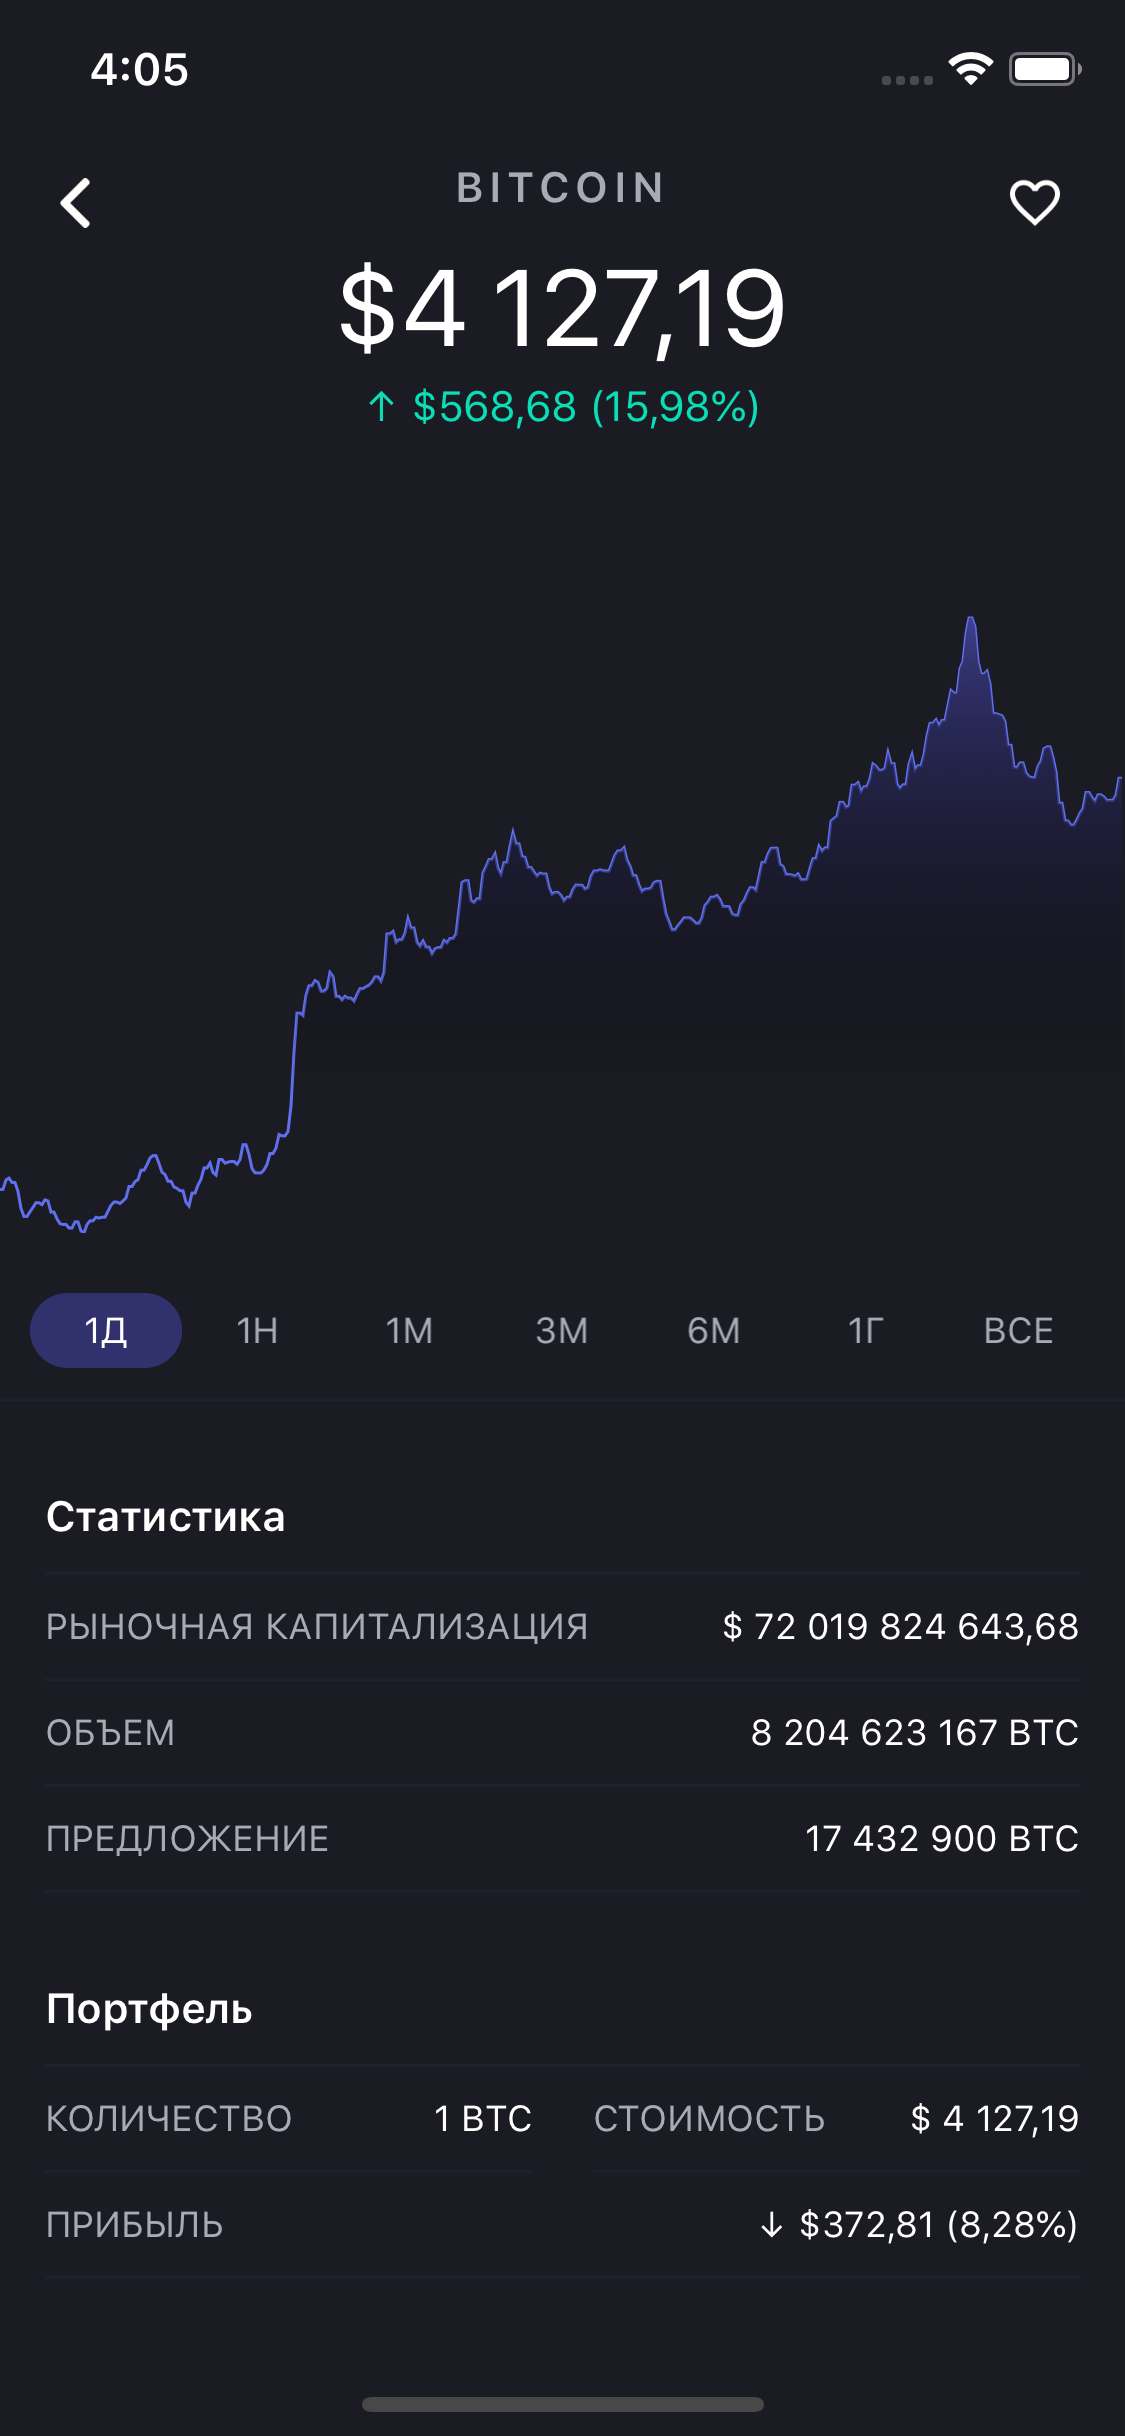 4:05
BITCOIN
$4 127,19
↑ $568,68 (15,98%)
1Д 1Н 1М 3М 6М 1Г ВСЕ
Статистика
РЫНОЧНАЯ КАПИТАЛИЗАЦИЯ $ 72 019 824 643,68
ОБЪЕМ 8 204 623 167 BTC
ПРЕДЛОЖЕНИЕ 17 432 900 BTC
Портфель
КОЛИЧЕСТВО 1 BTC СТОИМОСТЬ $ 4 127,19
ПРИБЫЛЬ ↓ $372,81 (8,28%)